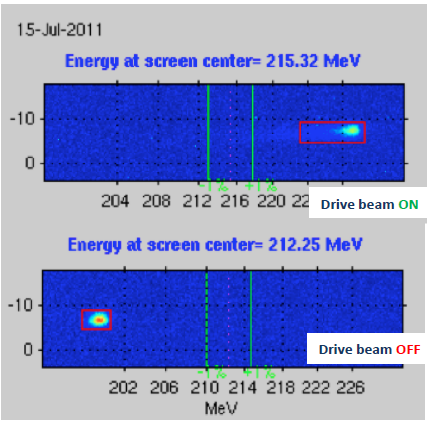 15-Jul-2011
Energy at screen center= 215.32 MeV
-10
0
-1% +1%
204 208 212 216 220
Drive beam ON
Energy at screen center= 212.25 MeV
-10
0
Drive beam OFF
-1% +1%
202 206 210 214 218 222 226
MeV